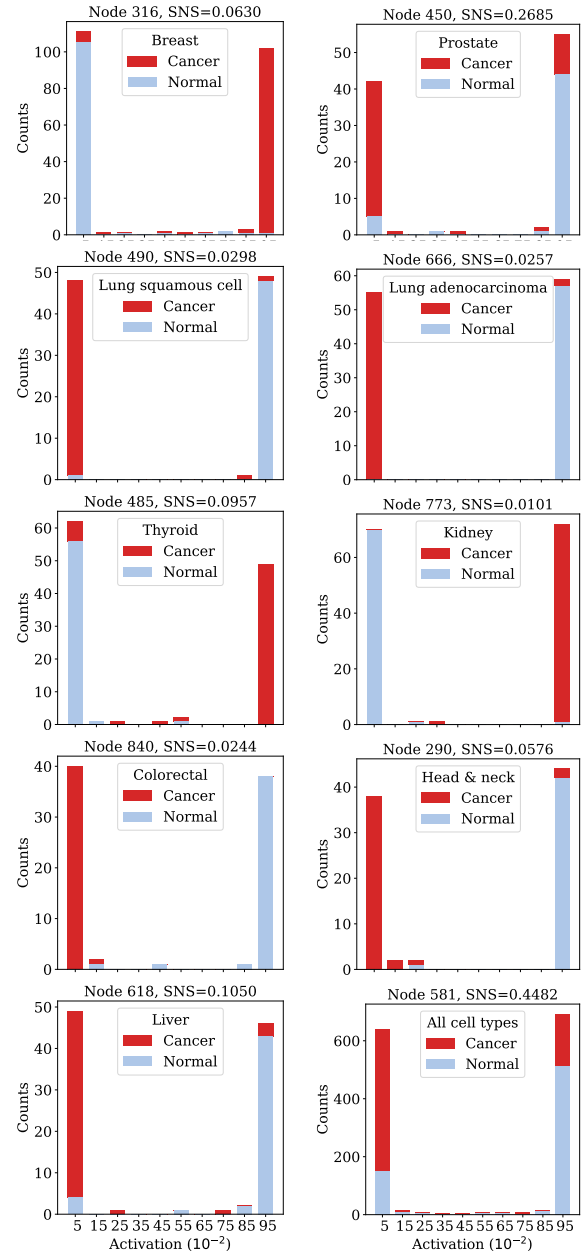 Node 316, SNS=0.0630
Counts
100
80
60
40
20
0
Breast
Cancer
Normal
Node 450, SNS=0.2685
Counts
50
40
30
20
10
0
Prostate
Cancer
Normal
Node 490, SNS=0.0298
Counts
50
40
30
20
10
0
Lung squamous cell
Cancer
Normal
Node 666, SNS=0.0257
Counts
60
50
40
30
20
10
0
Lung adenocarcinoma
Cancer
Normal
Node 485, SNS=0.0957
Counts
60
50
40
30
20
10
0
Thyroid
Cancer
Normal
Node 773, SNS=0.0101
Counts
60
40
20
0
Kidney
Cancer
Normal
Node 840, SNS=0.0244
Counts
40
30
20
10
0
Colorectal
Cancer
Normal
Node 290, SNS=0.0576
Counts
40
30
20
10
0
Head & neck
Cancer
Normal
Node 618, SNS=0.1050
Counts
50
40
30
20
10
0
Liver
Cancer
Normal
5 15 25 35 45 55 65 75 85 95
Activation (10⁻²)
Node 581, SNS=0.4482
Counts
600
400
200
0
All cell types
Cancer
Normal
5 15 25 35 45 55 65 75 85 95
Activation (10⁻²)